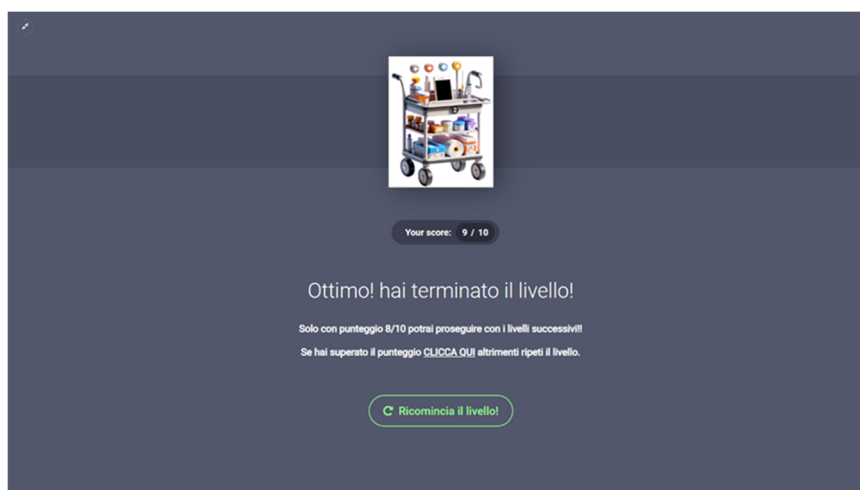 Your score: 9 / 10
Ottimo! hai terminato il livello!
Solo con punteggio 8/10 potrai proseguire con i livelli successivi!!
Se hai superato il punteggio CLICCA QUI altrimenti ripeti il livello.
Ricomincia il livello!